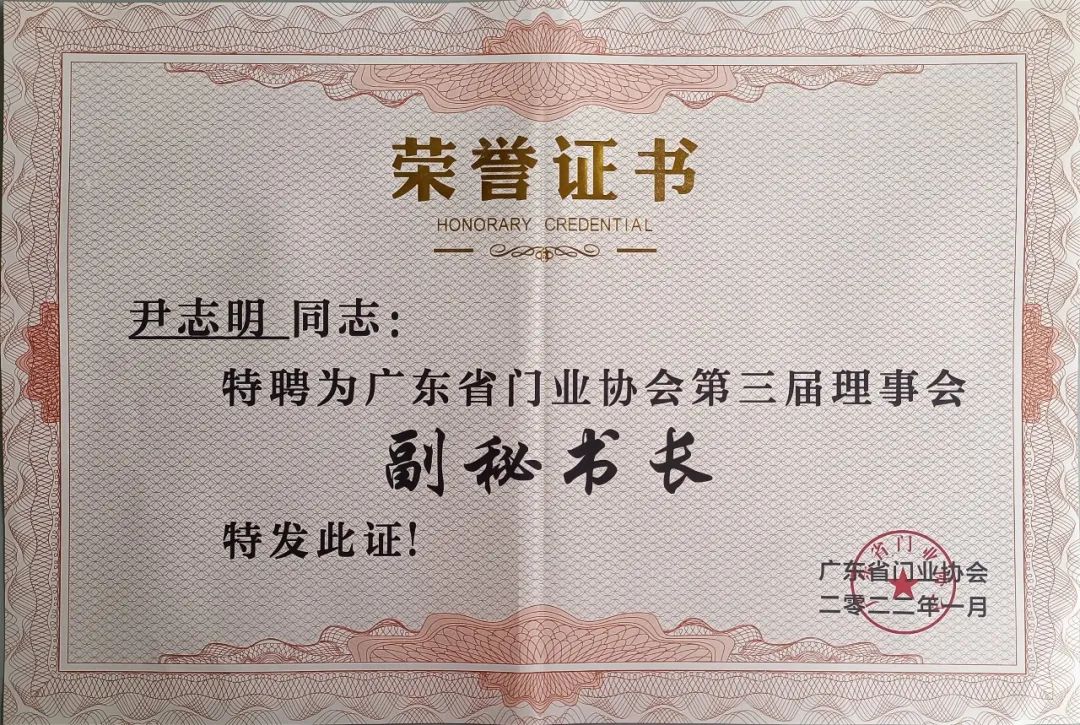 荣誉证书
HONORARY CREDENTIAL
尹志明 同志：
特聘为广东省门业协会第三届理事会
副秘书长
特发此证！
广东省门业协会
二零二二年一月